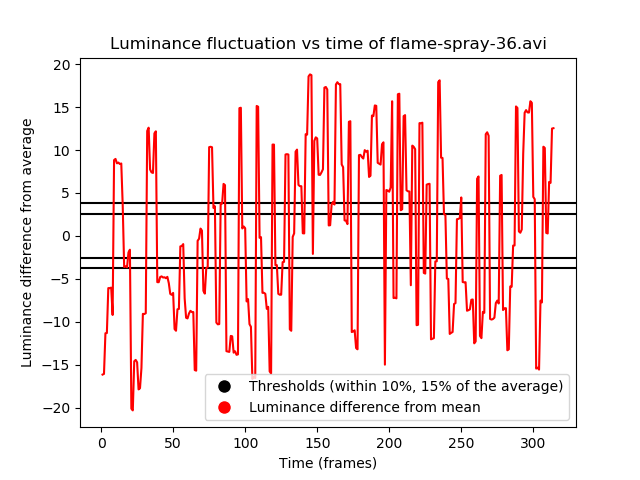 Luminance fluctuation vs time of flame-spray-36.avi
Luminance difference from average
20
15
10
5
0
−5
−10
−15
−20
Thresholds (within 10%, 15% of the average)
Luminance difference from mean
0 50 100 150 200 250 300
Time (frames)